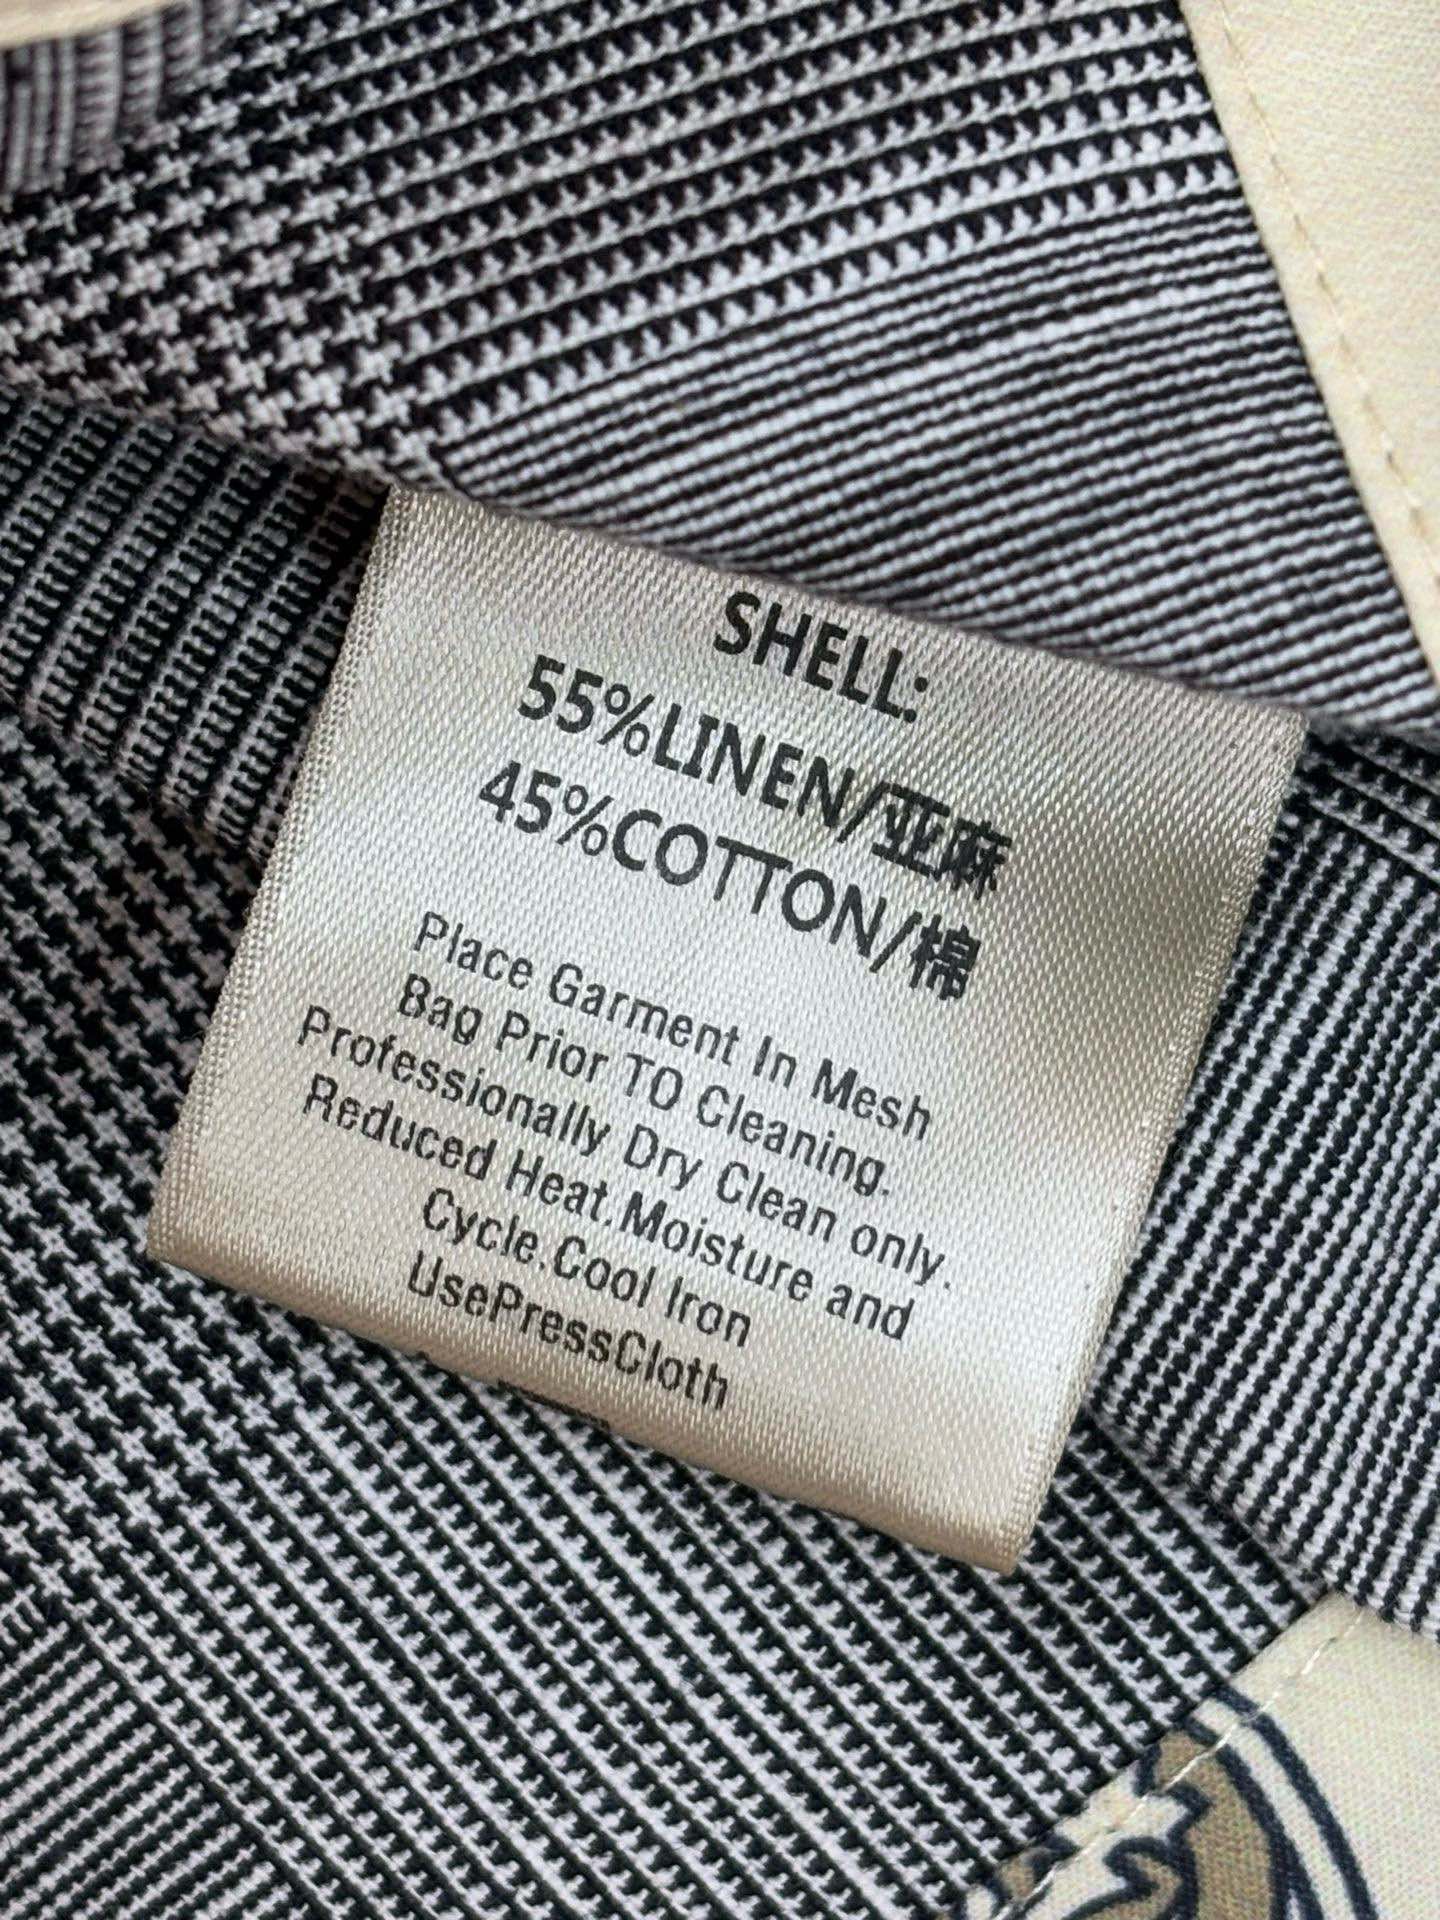 SHELL:
55%LINEN/亚麻
45%COTTON/棉
Place Garment In Mesh
Bag Prior TO Cleaning.
Professionally Dry Clean only.
Reduced Heat.Moisture and
Cycle.Cool Iron
UsePressCloth